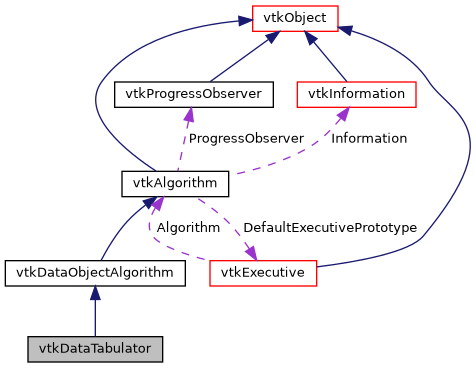 vtkObject
vtkProgressObserver
vtkInformation
ProgressObserver
Information
vtkAlgorithm
Algorithm
DefaultExecutivePrototype
vtkDataObjectAlgorithm
vtkExecutive
vtkDataTabulator